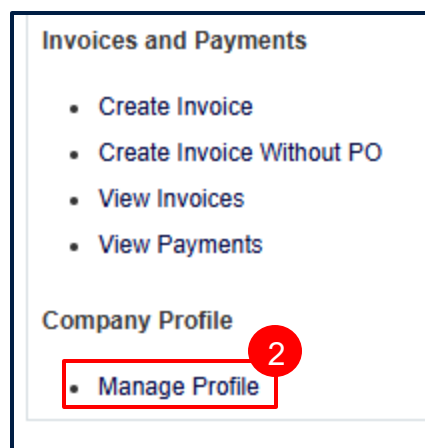 Invoices and Payments
• Create Invoice
• Create Invoice Without PO
• View Invoices
• View Payments
Company Profile
2
• Manage Profile